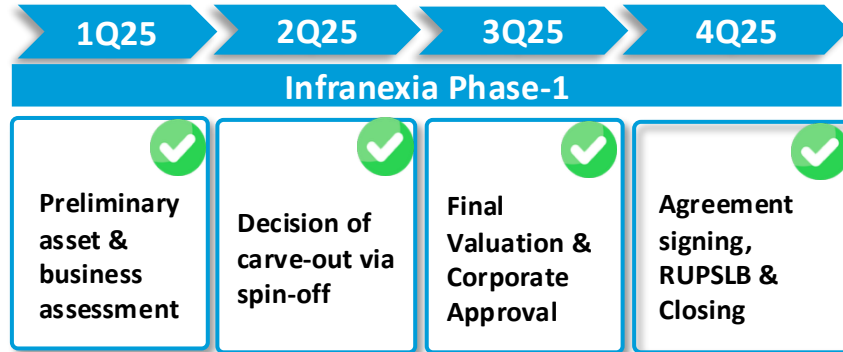 1Q25 2Q25 3Q25 4Q25
Infranexia Phase-1
Preliminary
asset &
business
assessment
Decision of
carve-out via
spin-off
Final
Valuation &
Corporate
Approval
Agreement
signing,
RUPSLB &
Closing